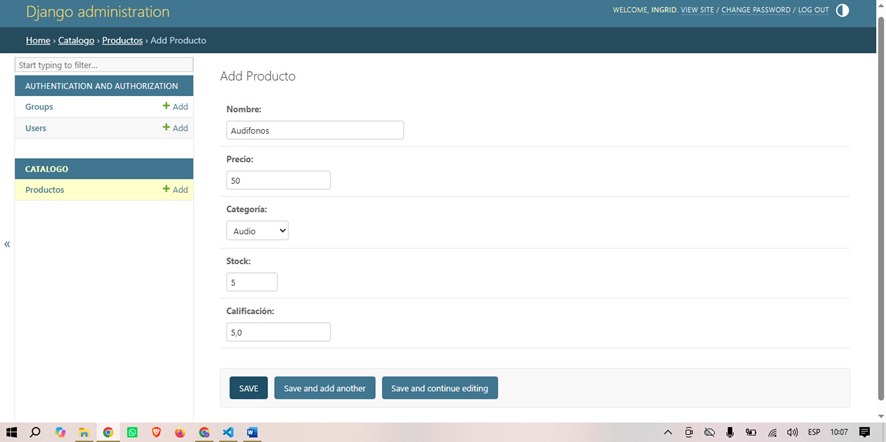 Django administration
WELCOME, INGRID. VIEW SITE / CHANGE PASSWORD / LOG OUT
Home › Catalogo › Productos › Add Producto
Start typing to filter...
AUTHENTICATION AND AUTHORIZATION
Groups + Add
Users + Add
CATALOGO
Productos + Add
«
Add Producto
Nombre:
Audifonos
Precio:
50
Categoría:
Audio
Stock:
5
Calificación:
5,0
SAVE
Save and add another
Save and continue editing
ESP
10:07